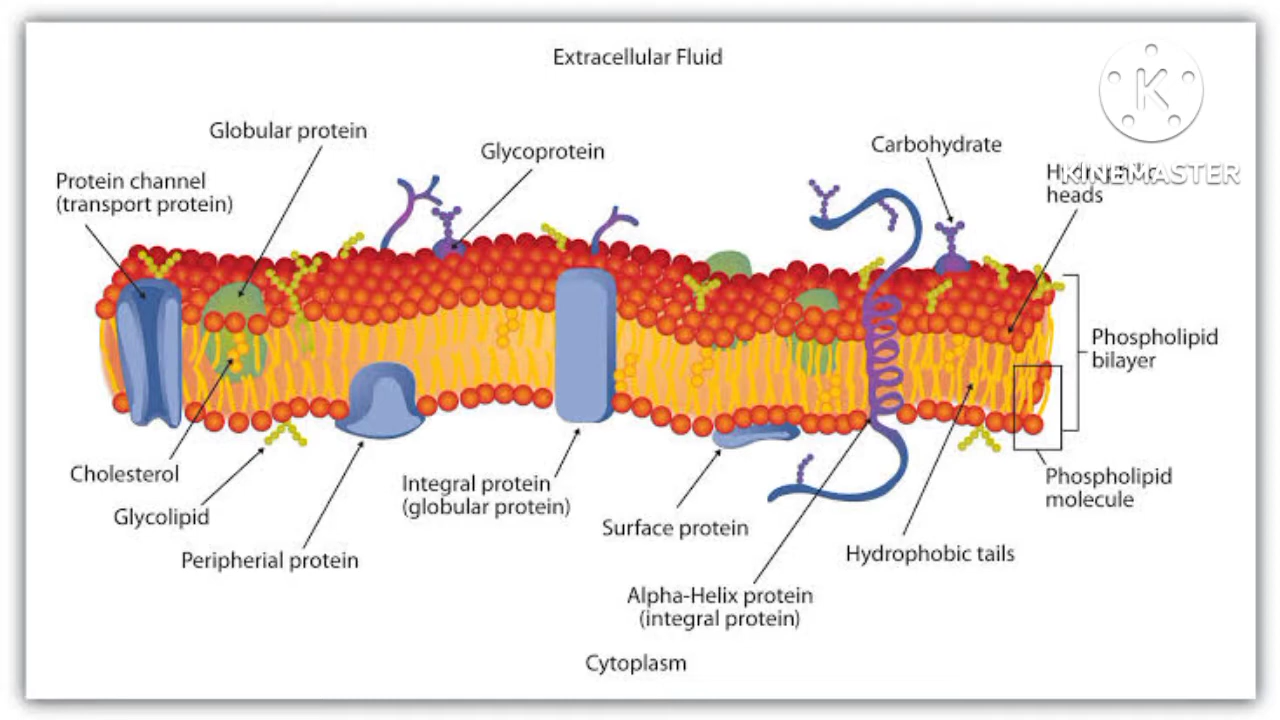 Extracellular Fluid
Globular protein
Glycoprotein
Carbohydrate
Protein channel
(transport protein)
K
KINEMASTER
heads
Phospholipid
bilayer
Cholesterol
Glycolipid
Peripherial protein
Integral protein
(globular protein)
Surface protein
Alpha-Helix protein
(integral protein)
Hydrophobic tails
Phospholipid
molecule
Cytoplasm